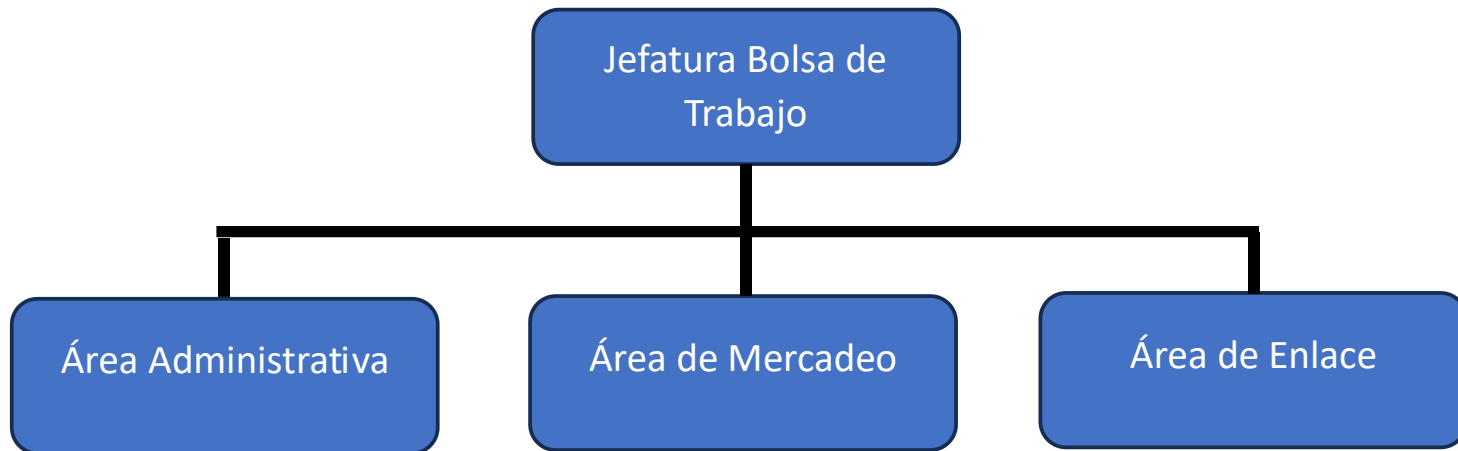 Jefatura Bolsa de
Trabajo
Área Administrativa
Área de Mercadeo
Área de Enlace